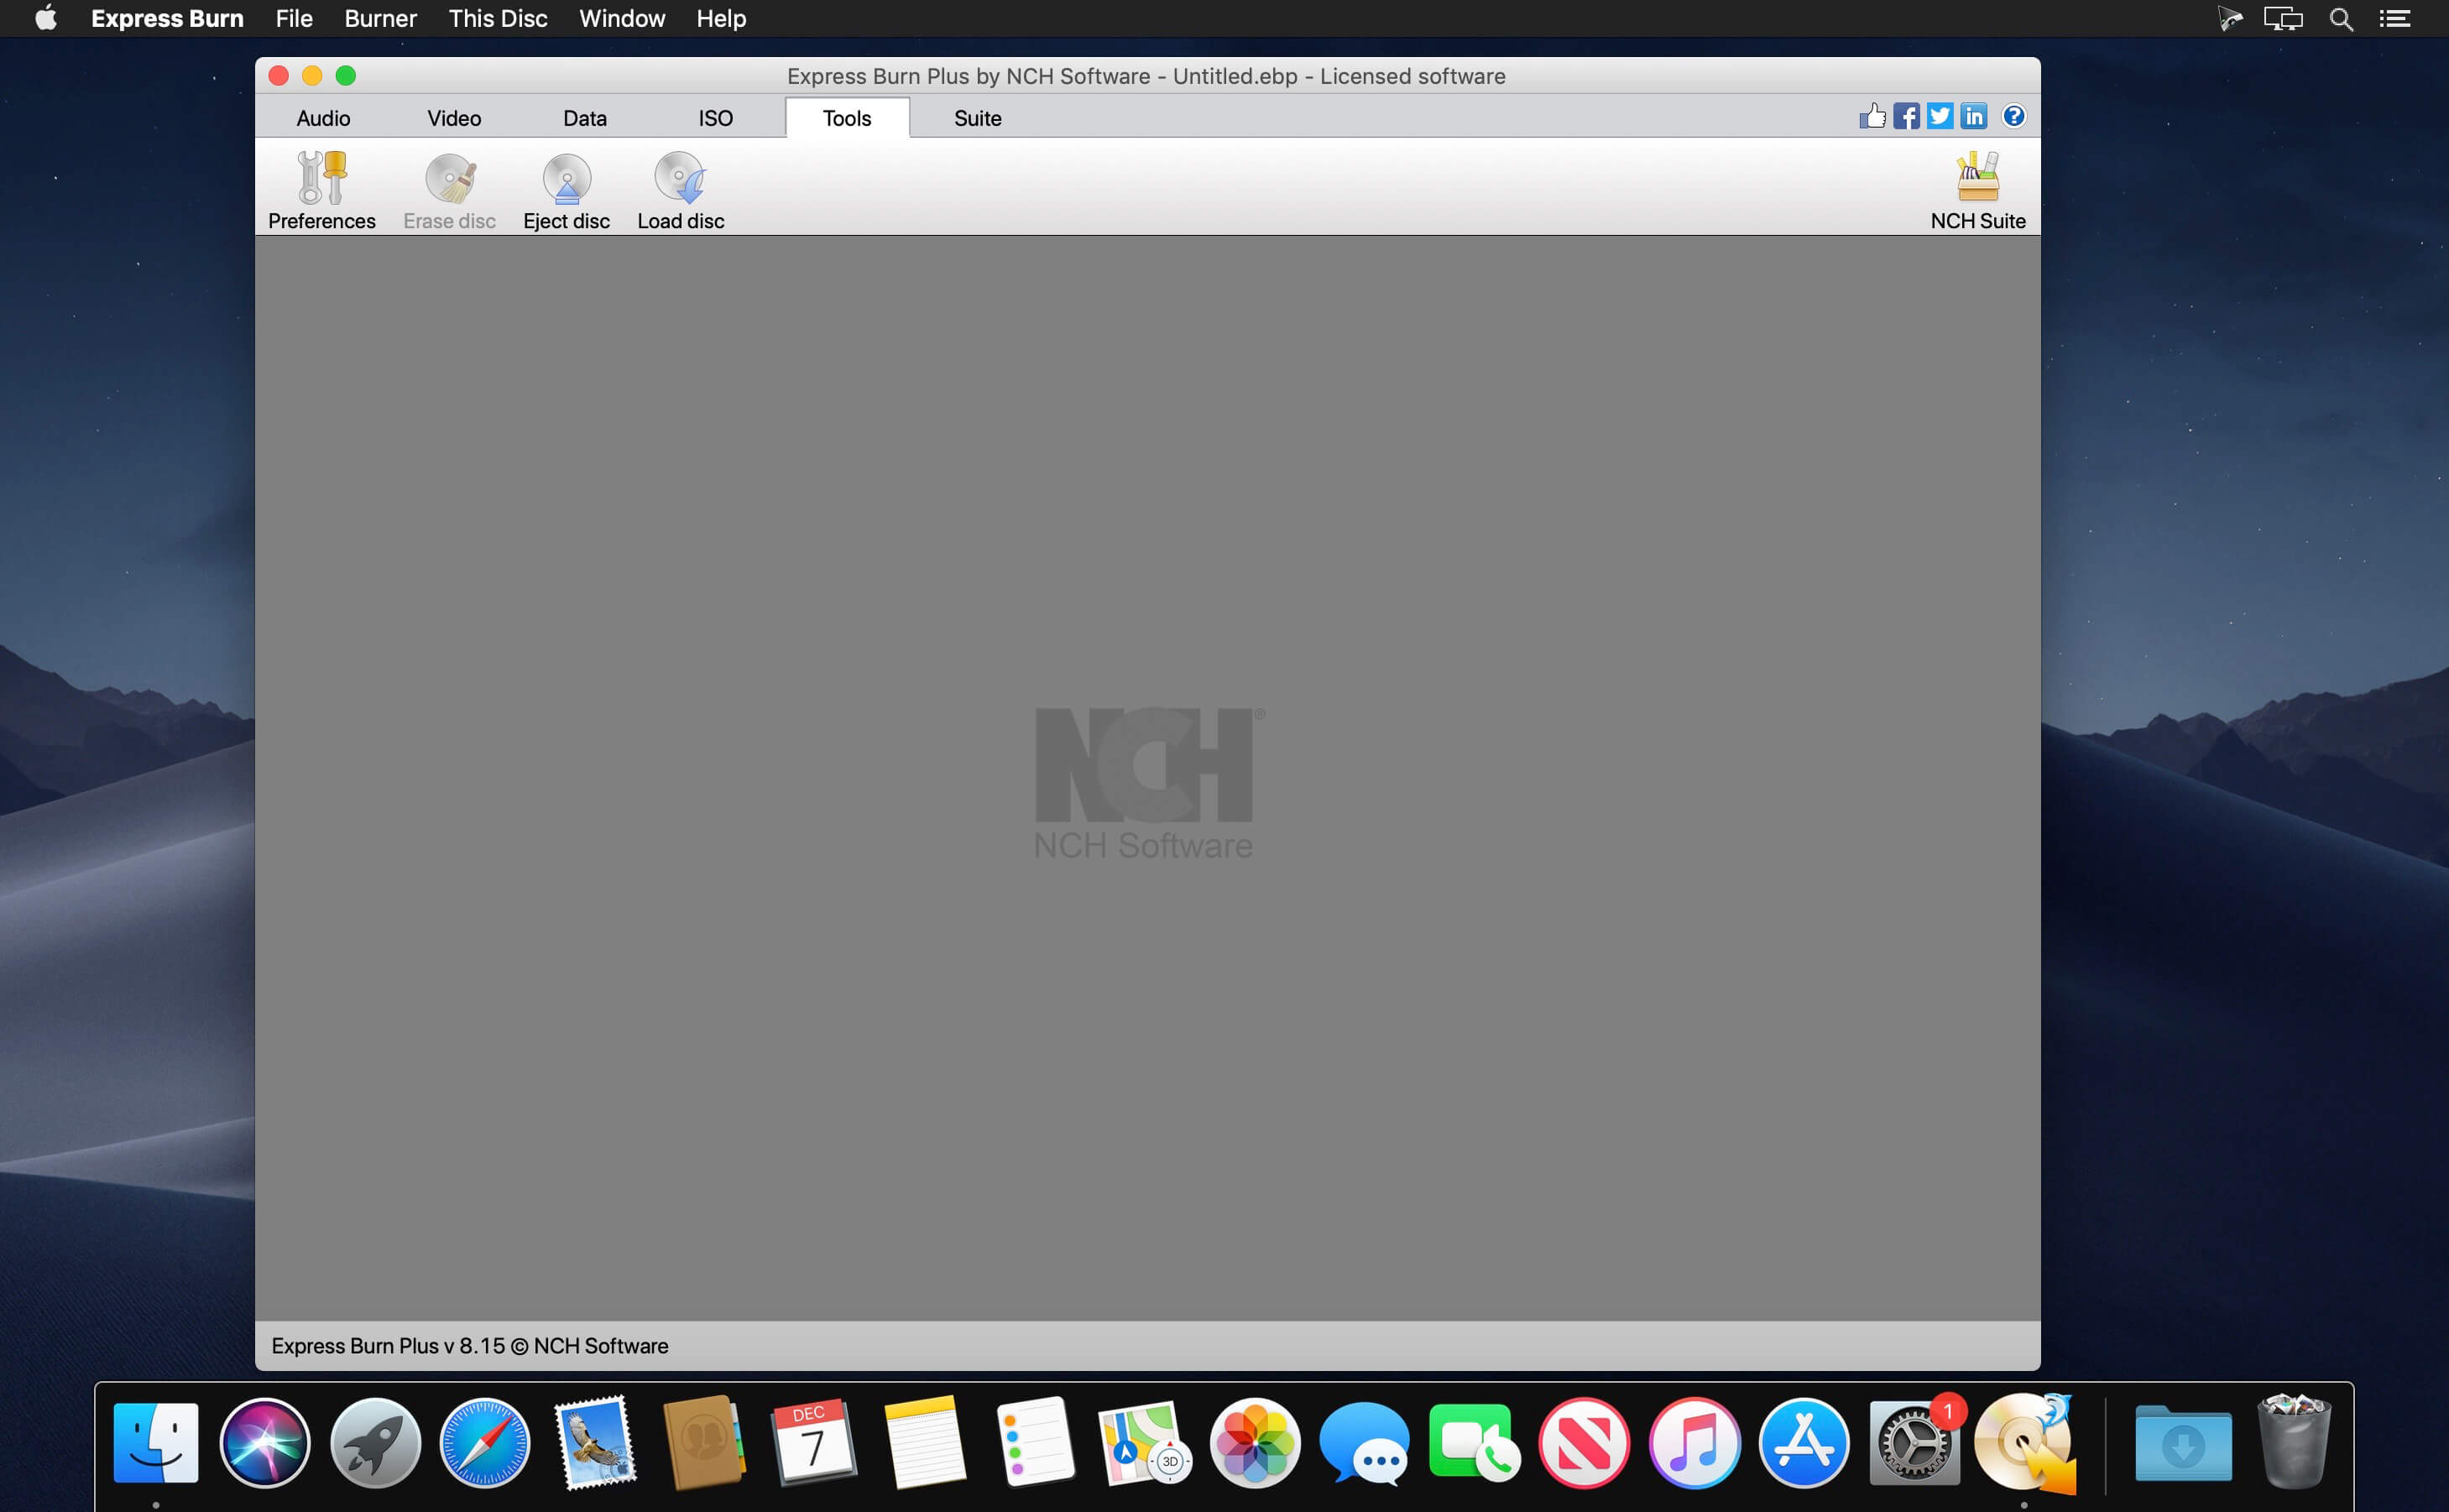 Express Burn File Burner This Disc Window Help
Express Burn Plus by NCH Software - Untitled.ebp - Licensed software
Audio Video Data ISO Tools Suite
Preferences Erase disc Eject disc Load disc NCH Suite
NCH®
NCH Software
Express Burn Plus v 8.15 © NCH Software
DEC
7
3D
1